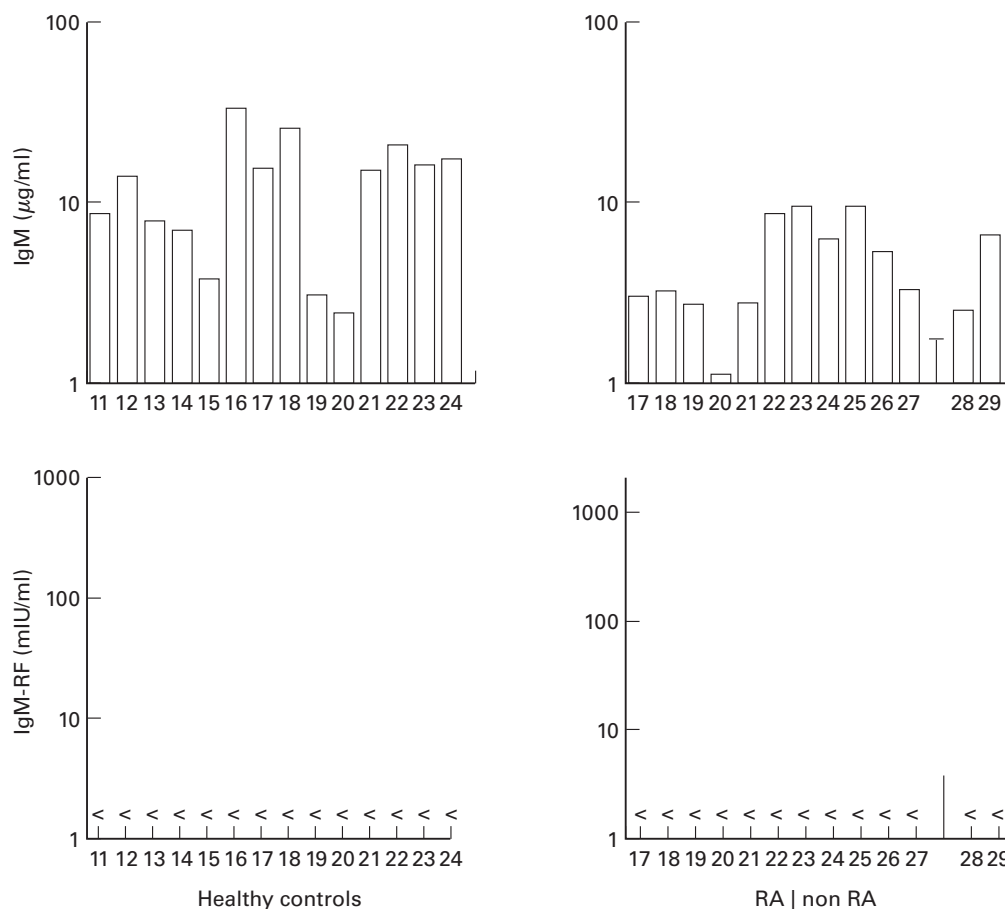 100
10
1
IgM (μg/ml)
11 12 13 14 15 16 17 18 19 20 21 22 23 24
100
10
1
17 18 19 20 21 22 23 24 25 26 27 28 29
1000
100
10
1
IgM-RF (mIU/ml)
< < < < < < < < < < < < < <
11 12 13 14 15 16 17 18 19 20 21 22 23 24
Healthy controls
1000
100
10
1
< < < < < < < < < < < < <
17 18 19 20 21 22 23 24 25 26 27 28 29
RA | non RA